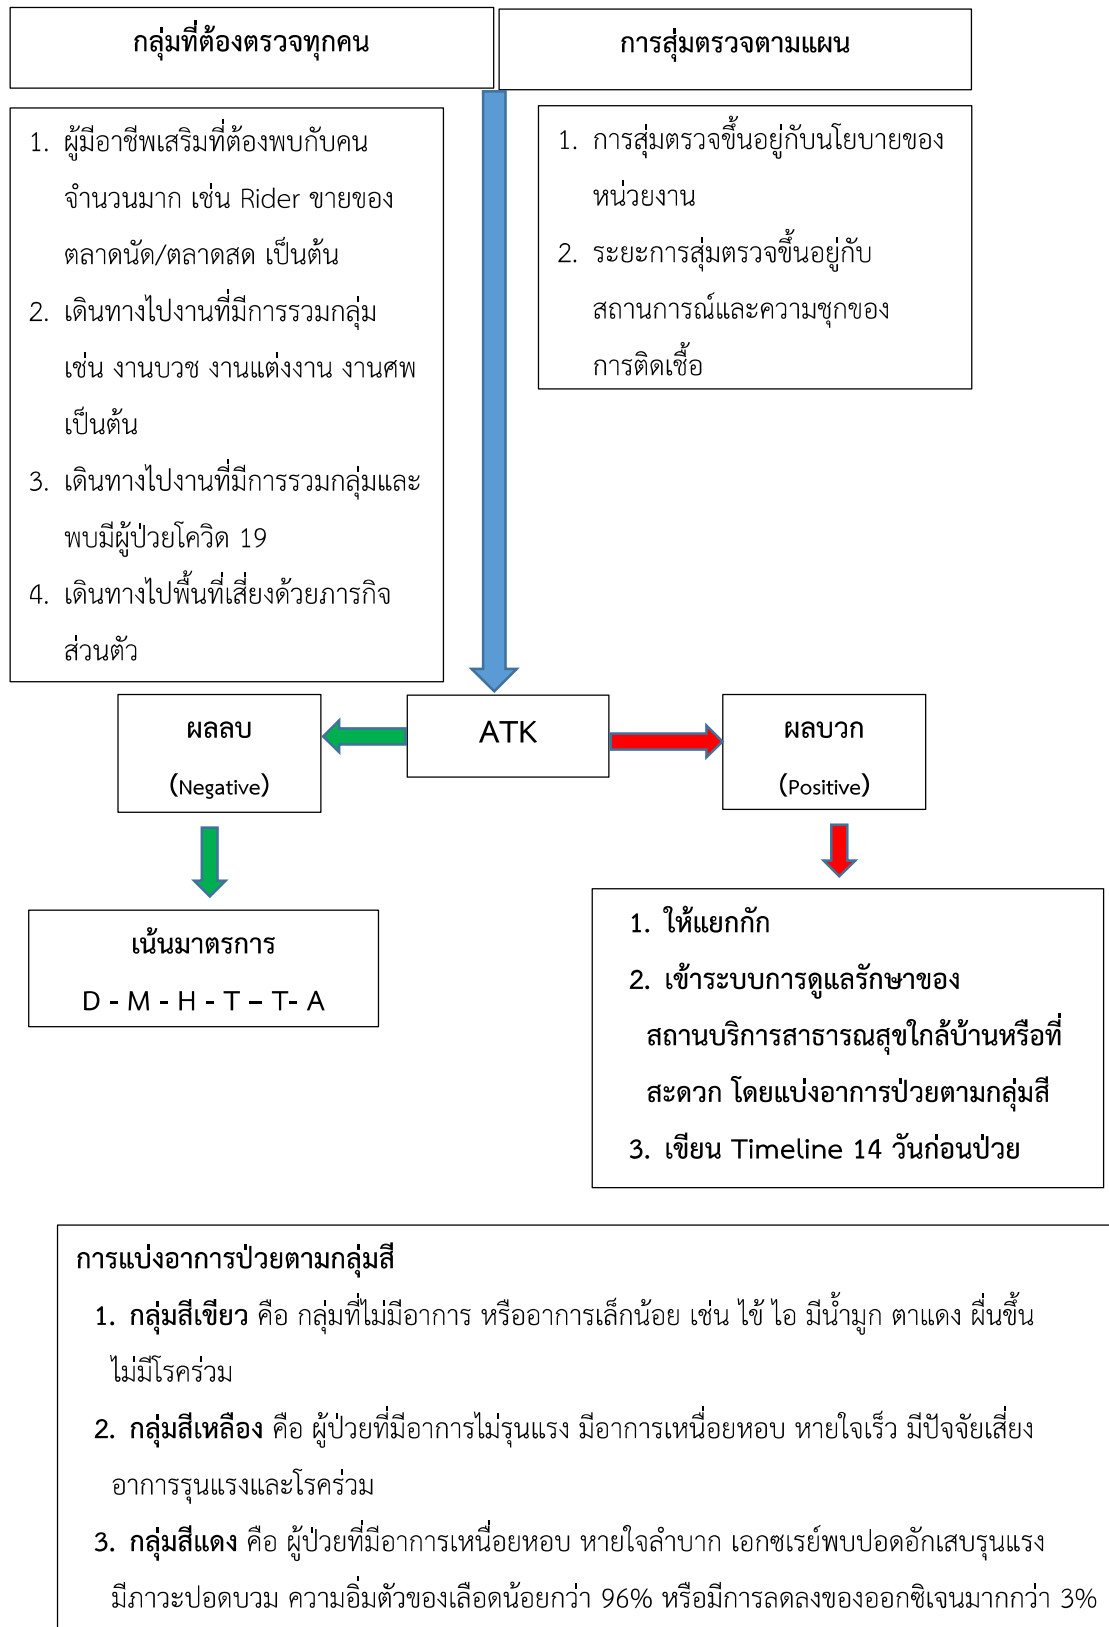 กลุ่มที่ต้องตรวจทุกคน
การสุ่มตรวจตามแผน
1. ผู้มีอาชีพเสริมที่ต้องพบกับคน
จำนวนมาก เช่น Rider ขายของ
ตลาดนัด/ตลาดสด เป็นต้น
2. เดินทางไปงานที่มีการรวมกลุ่ม
เช่น งานบวช งานแต่งงาน งานศพ
เป็นต้น
3. เดินทางไปงานที่มีการรวมกลุ่มและ
พบมีผู้ป่วยโควิด 19
4. เดินทางไปพื้นที่เสี่ยงด้วยภารกิจ
ส่วนตัว
1. การสุ่มตรวจขึ้นอยู่กับนโยบายของ
หน่วยงาน
2. ระยะการสุ่มตรวจขึ้นอยู่กับ
สถานการณ์และความชุกของ
การติดเชื้อ
ผลลบ
(Negative)
ATK
ผลบวก
(Positive)
เน้นมาตรการ
D - M - H - T – T- A
1. ให้แยกกัก
2. เข้าระบบการดูแลรักษาของ
สถานบริการสาธารณสุขใกล้บ้านหรือที่
สะดวก โดยแบ่งอาการป่วยตามกลุ่มสี
3. เขียน Timeline 14 วันก่อนป่วย
การแบ่งอาการป่วยตามกลุ่มสี
1. กลุ่มสีเขียว คือ กลุ่มที่ไม่มีอาการ หรืออาการเล็กน้อย เช่น ไข้ ไอ มีน้ำมูก ตาแดง ผื่นขึ้น
ไม่มีโรคร่วม
2. กลุ่มสีเหลือง คือ ผู้ป่วยที่มีอาการไม่รุนแรง มีอาการเหนื่อยหอบ หายใจเร็ว มีปัจจัยเสี่ยง
อาการรุนแรงและโรคร่วม
3. กลุ่มสีแดง คือ ผู้ป่วยที่มีอาการเหนื่อยหอบ หายใจลำบาก เอกซเรย์พบปอดอักเสบรุนแรง
มีภาวะปอดบวม ความอิ่มตัวของเลือดน้อยกว่า 96% หรือมีการลดลงของออกซิเจนมากกว่า 3%